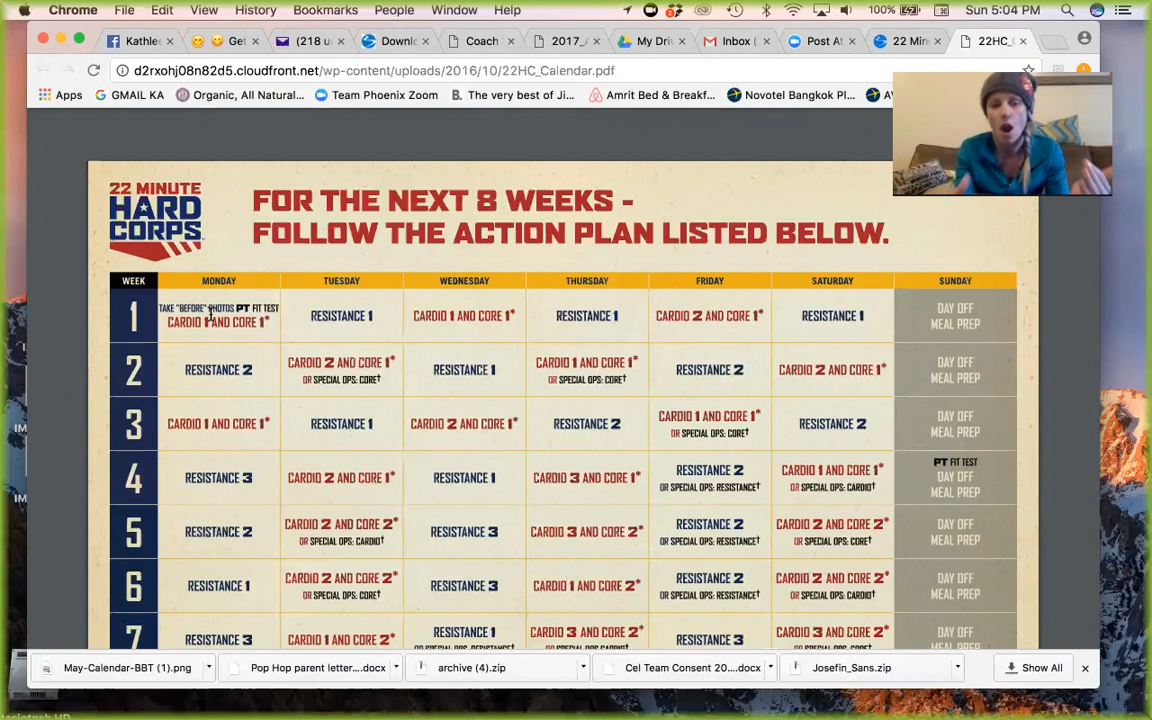 Chrome File Edit View History Bookmarks People Window Help 100% Sun 5:04 PM
Kathlee Get (218 u Downlo Coach 2017_/ My Driv Inbox ( Post At 22 Min 22HC_C
d2rxohj08n82d5.cloudfront.net/wp-content/uploads/2016/10/22HC_Calendar.pdf
Apps GMAIL KA Organic, All Natural... Team Phoenix Zoom B. The very best of Ji... Amrit Bed & Breakf... Novotel Bangkok Pl...
22 MINUTE
HARD
CORPS
FOR THE NEXT 8 WEEKS -
FOLLOW THE ACTION PLAN LISTED BELOW.
WEEK MONDAY TUESDAY WEDNESDAY THURSDAY FRIDAY SATURDAY SUNDAY
1 TAKE "BEFORE" PHOTOS PT FIT TEST
CARDIO 1 AND CORE 1* RESISTANCE 1 CARDIO 1 AND CORE 1* RESISTANCE 1 CARDIO 2 AND CORE 1* RESISTANCE 1 DAY OFF
MEAL PREP
2 RESISTANCE 2 CARDIO 2 AND CORE 1* RESISTANCE 1 CARDIO 1 AND CORE 1* RESISTANCE 2 CARDIO 2 AND CORE 1* DAY OFF
OR SPECIAL OPS: CORE† OR SPECIAL OPS: CORE† MEAL PREP
3 CARDIO 1 AND CORE 1* RESISTANCE 1 CARDIO 2 AND CORE 1* RESISTANCE 2 CARDIO 1 AND CORE 1* RESISTANCE 2 DAY OFF
OR SPECIAL OPS: CORE† MEAL PREP
PT FIT TEST
4 RESISTANCE 3 CARDIO 2 AND CORE 1* RESISTANCE 1 CARDIO 3 AND CORE 1* RESISTANCE 2 CARDIO 1 AND CORE 1* DAY OFF
OR SPECIAL OPS: RESISTANCE† OR SPECIAL OPS: CARDIO† MEAL PREP
5 RESISTANCE 2 CARDIO 2 AND CORE 2* RESISTANCE 3 CARDIO 3 AND CORE 2* RESISTANCE 2 CARDIO 2 AND CORE 2* DAY OFF
OR SPECIAL OPS: CARDIO† OR SPECIAL OPS: RESISTANCE† OR SPECIAL OPS: CORE† MEAL PREP
6 RESISTANCE 1 CARDIO 2 AND CORE 2* RESISTANCE 3 CARDIO 1 AND CORE 2* RESISTANCE 2 CARDIO 2 AND CORE 2* DAY OFF
OR SPECIAL OPS: CORE† OR SPECIAL OPS: RESISTANCE† OR SPECIAL OPS: CARDIO† MEAL PREP
7 RESISTANCE 3 CARDIO 1 AND CORE 2* RESISTANCE 1 CARDIO 3 AND CORE 2* RESISTANCE 3 CARDIO 3 AND CORE 2* DAY OFF
May-Calendar-BBT (1).png Pop Hop parent letter....docx archive (4).zip Cel Team Consent 20....docx Josefin_Sans.zip Show All